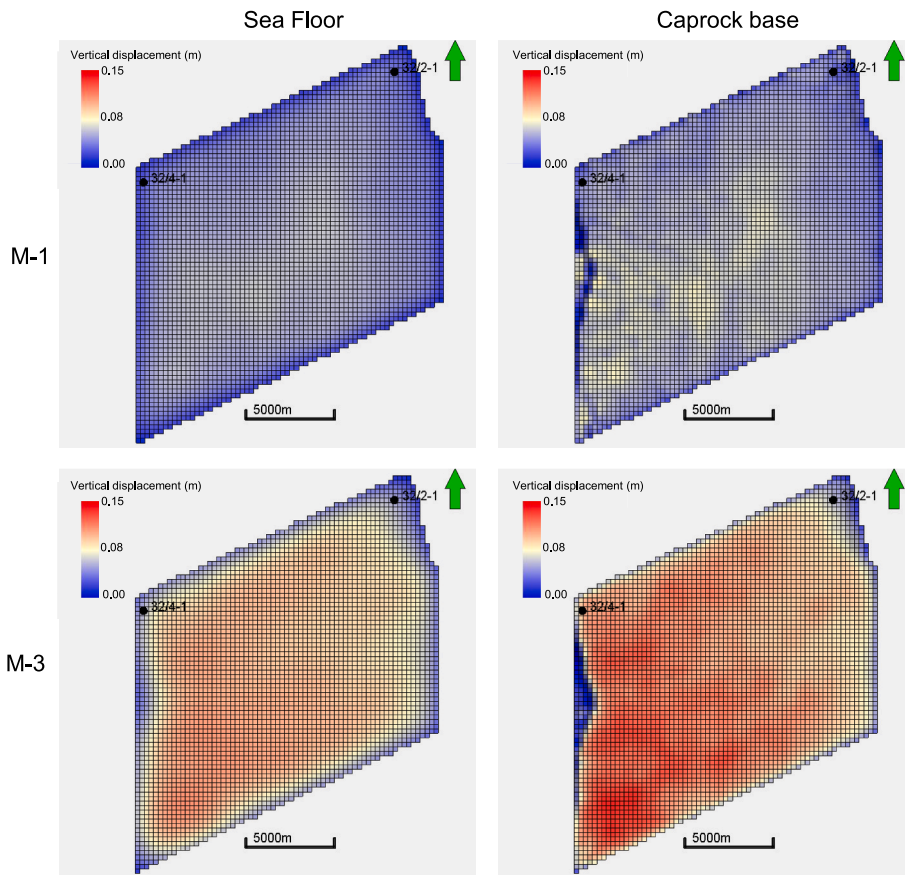 Sea Floor
Caprock base
M-1
Vertical displacement (m)
0.15
0.08
0.00
32/2-1
32/4-1
5000m
Vertical displacement (m)
0.15
0.08
0.00
32/2-1
32/4-1
5000m
M-3
Vertical displacement (m)
0.15
0.08
0.00
32/2-1
32/4-1
5000m
Vertical displacement (m)
0.15
0.08
0.00
32/2-1
32/4-1
5000m